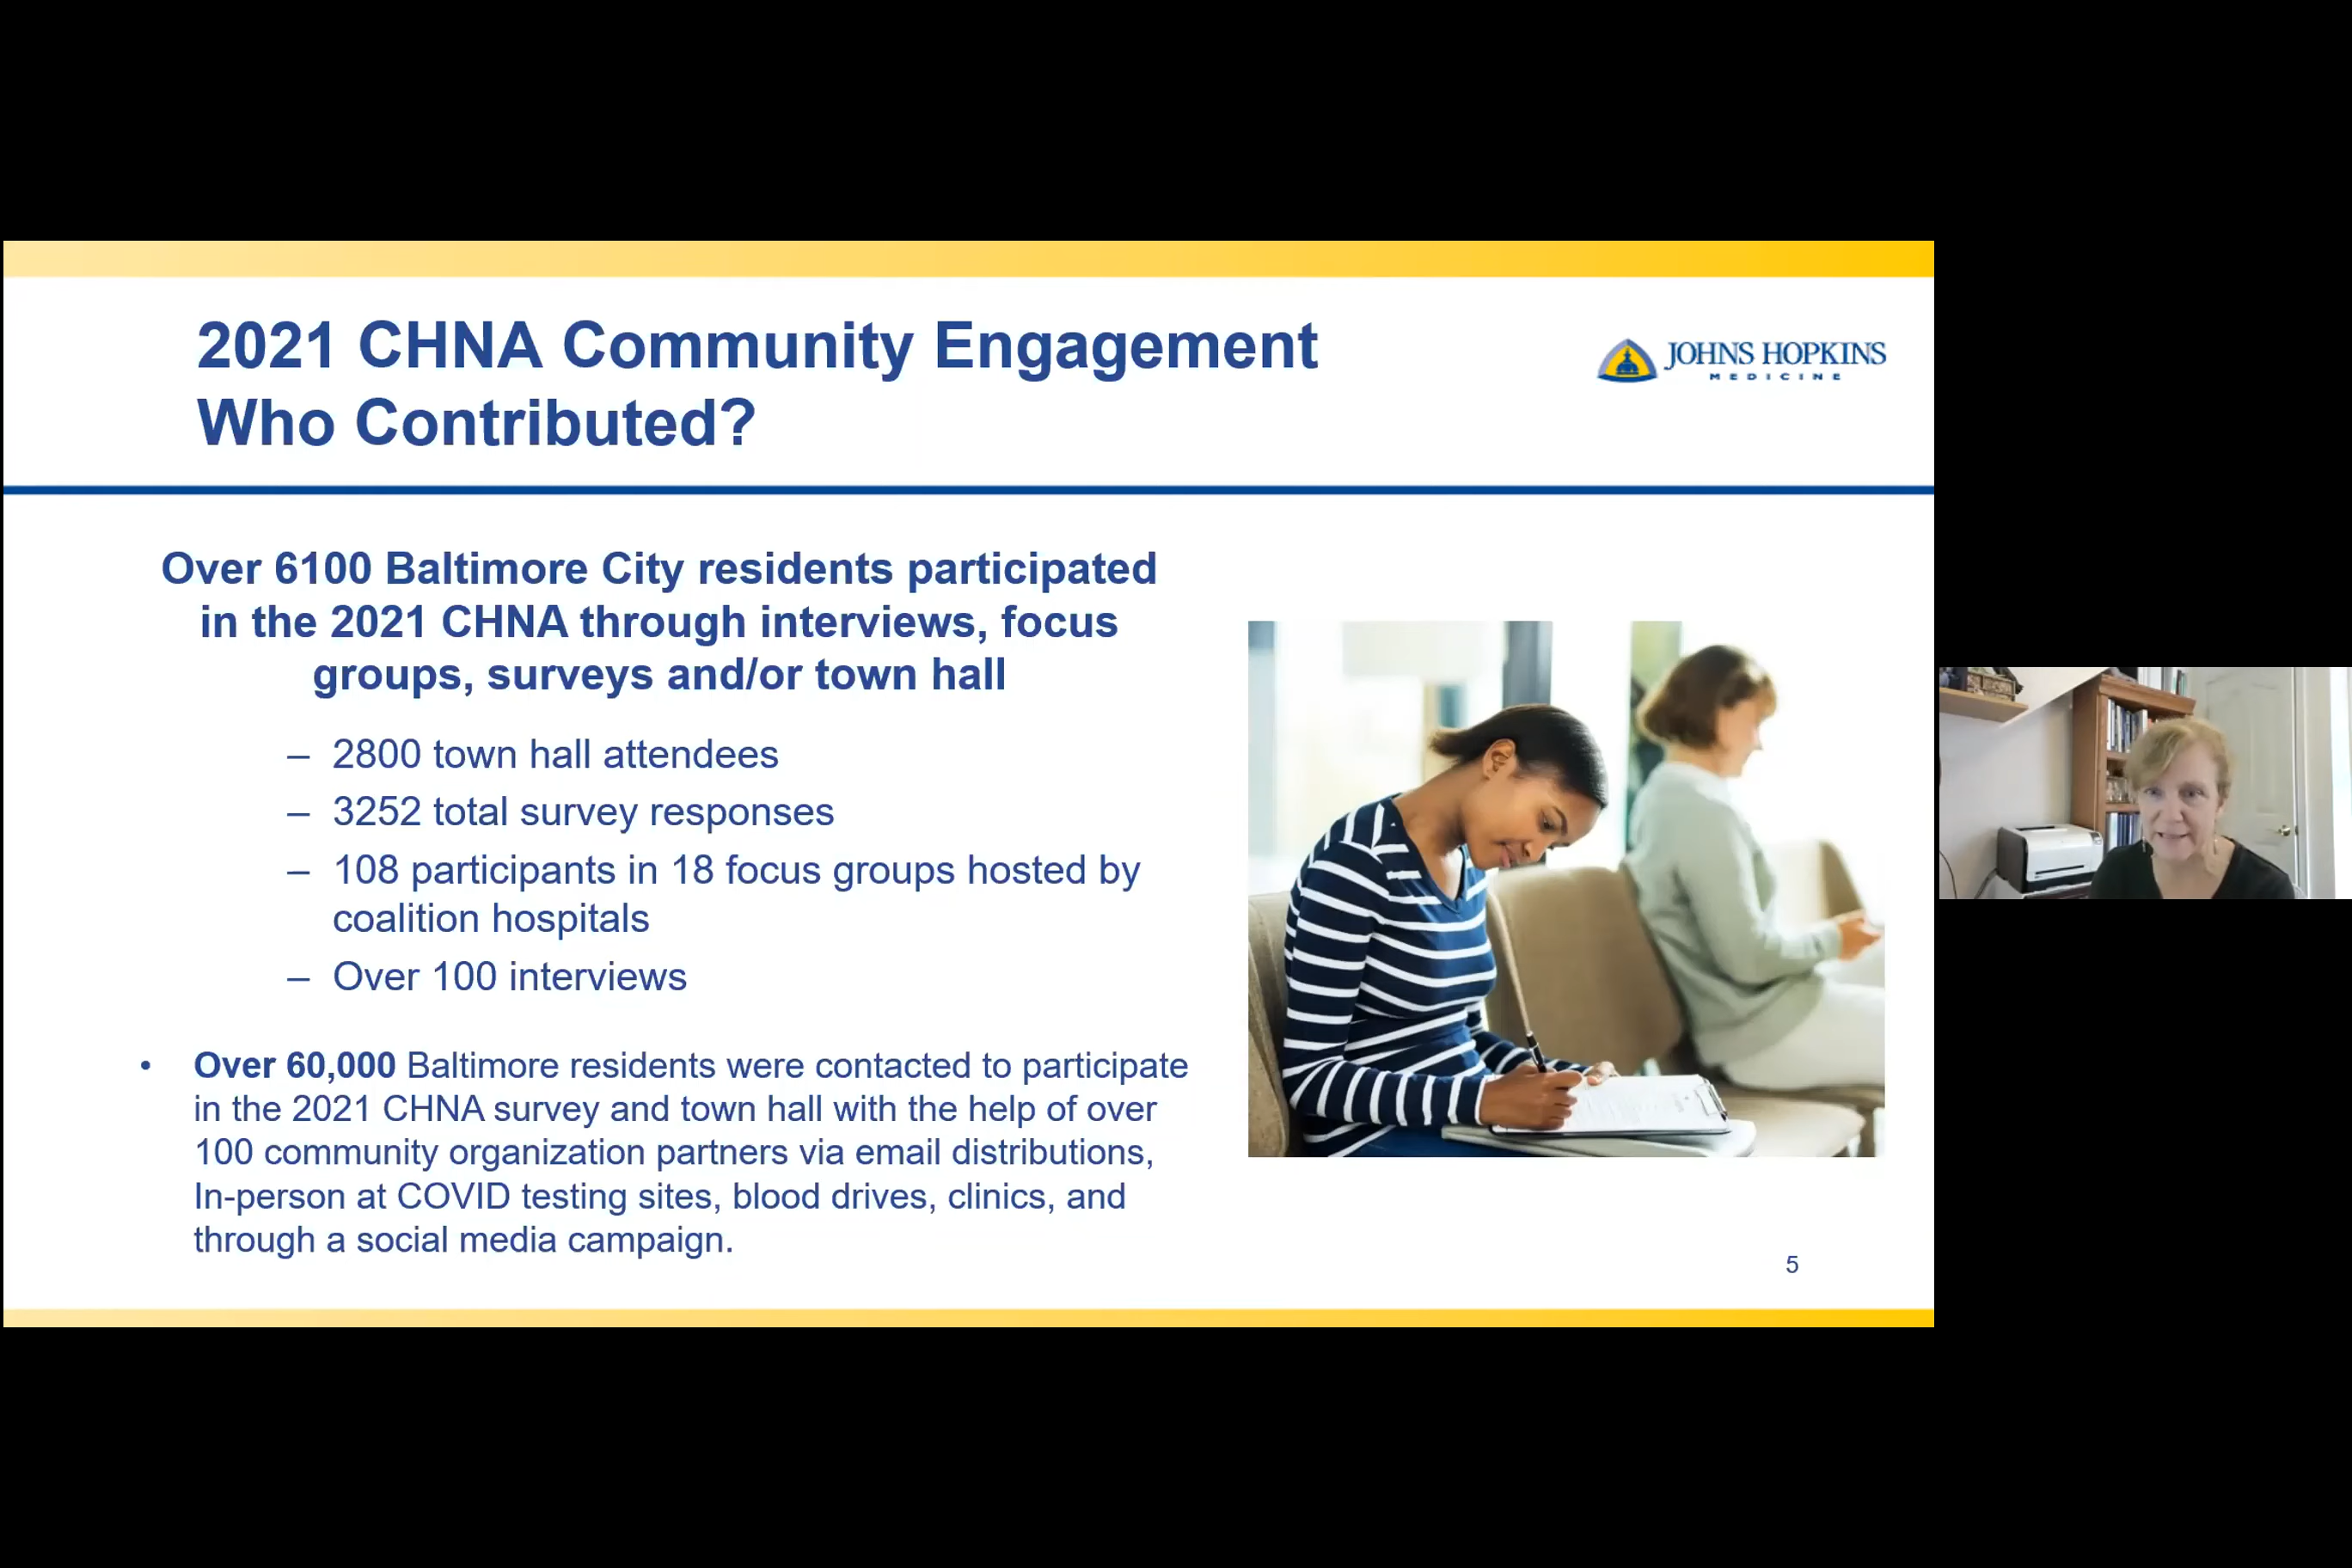 2021 CHNA Community Engagement
Who Contributed?
JOHNS HOPKINS
MEDICINE
Over 6100 Baltimore City residents participated
in the 2021 CHNA through interviews, focus
groups, surveys and/or town hall
– 2800 town hall attendees
– 3252 total survey responses
– 108 participants in 18 focus groups hosted by
coalition hospitals
– Over 100 interviews
• Over 60,000 Baltimore residents were contacted to participate
in the 2021 CHNA survey and town hall with the help of over
100 community organization partners via email distributions,
In-person at COVID testing sites, blood drives, clinics, and
through a social media campaign.
5